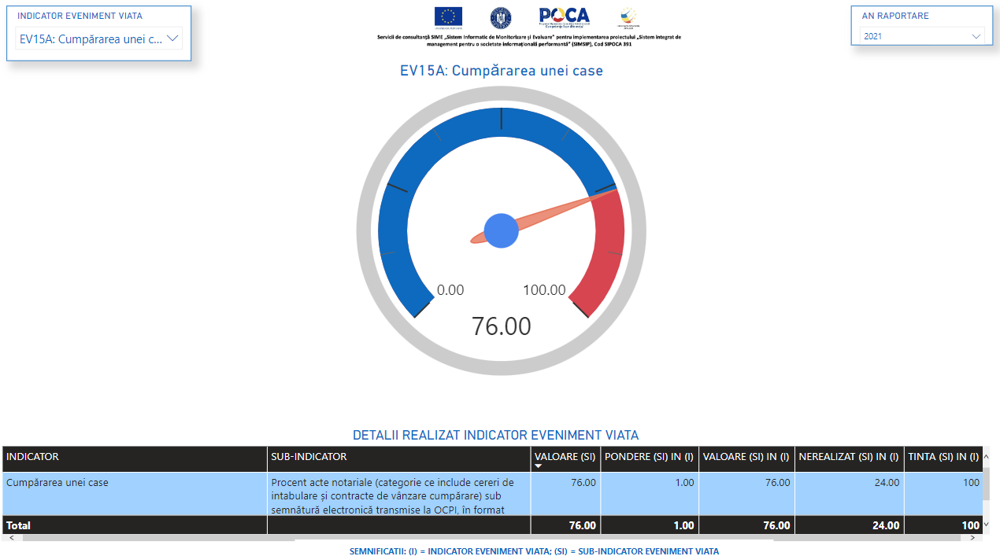 INDICATOR EVENIMENT VIATA
EV15A: Cumpărarea unei c...
POCA
Servicii de consultanță SIME „Sistem Informatic de Monitorizare și Evaluare” pentru implementarea proiectului „Sistem integrat de
management pentru o societate informațională performantă” (SIMSIP), Cod SIPOCA 391
AN RAPORTARE
2021
EV15A: Cumpărarea unei case
0.00
100.00
76.00
DETALII REALIZAT INDICATOR EVENIMENT VIATA
INDICATOR SUB-INDICATOR VALOARE (SI) PONDERE (SI) IN (I) VALOARE (SI) IN (I) NEREALIZAT (SI) IN (I) TINTA (SI) IN (I)
Cumpărarea unei case Procent acte notariale (categorie ce include cereri de 76.00 1.00 76.00 24.00 100
intabulare și contracte de vânzare cumpărare) sub
semnătură electronică transmise la OCPI, în format
Total 76.00 1.00 76.00 24.00 100
SEMNIFICATII: (I) = INDICATOR EVENIMENT VIATA; (SI) = SUB-INDICATOR EVENIMENT VIATA